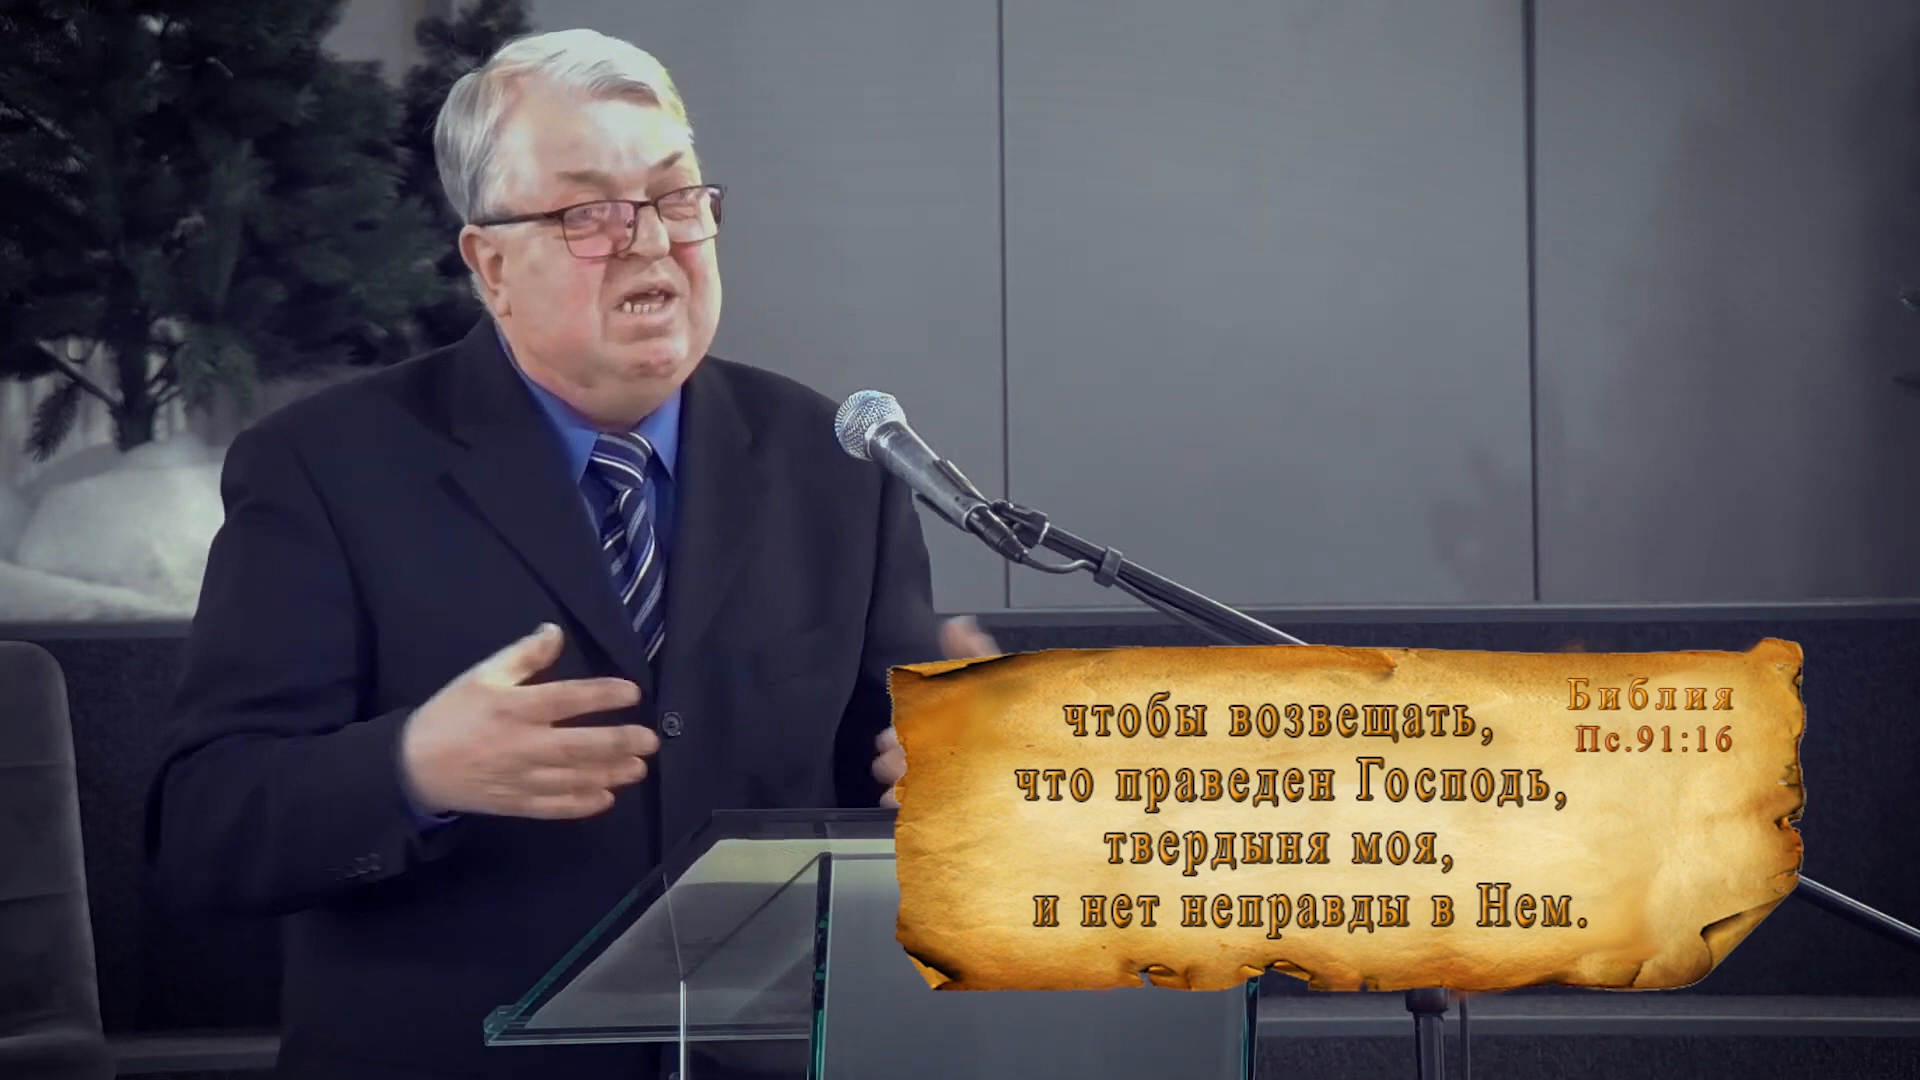 Библия
Пс.91:16
чтобы возвещать,
что праведен Господь,
твердыня моя,
и нет неправды в Нем.